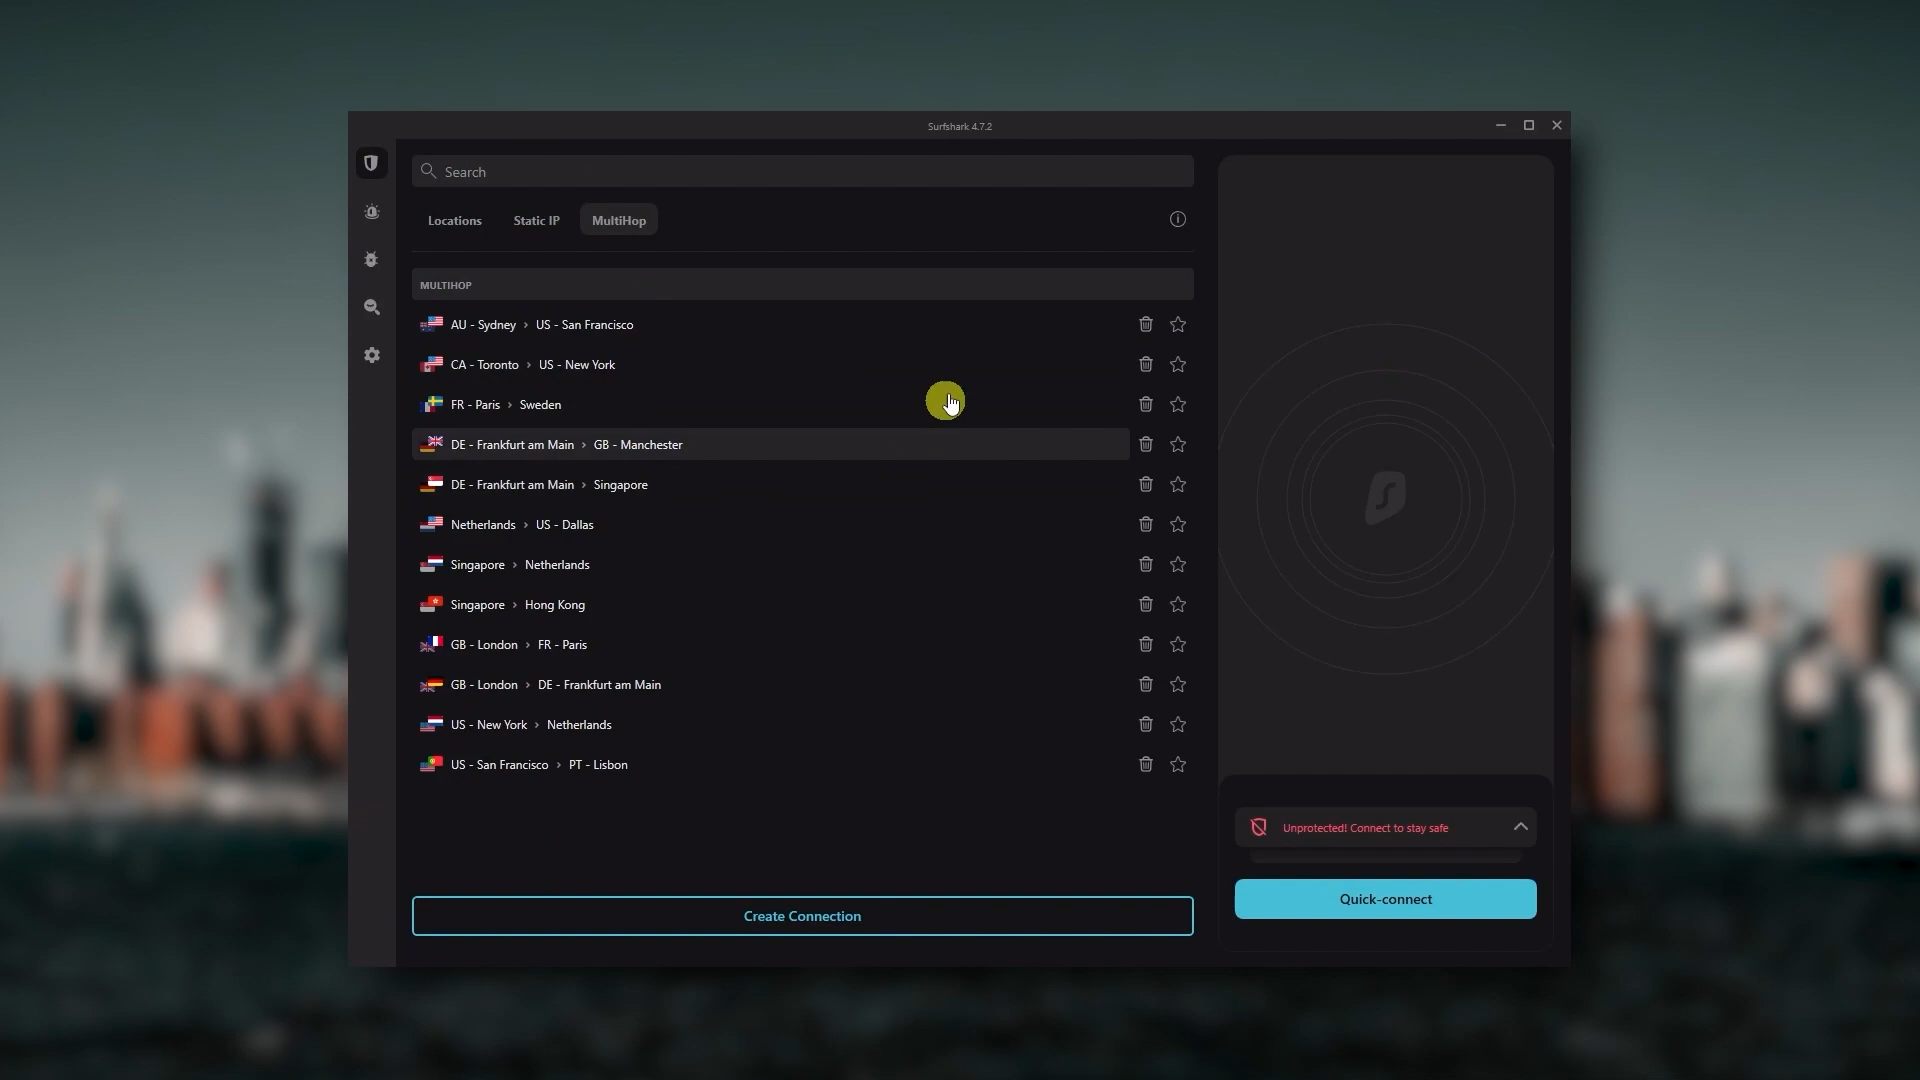 Surfshark 4.7.2
Search
Locations Static IP MultiHop
MULTIHOP
AU - Sydney › US - San Francisco
CA - Toronto › US - New York
FR - Paris › Sweden
DE - Frankfurt am Main › GB - Manchester
DE - Frankfurt am Main › Singapore
Netherlands › US - Dallas
Singapore › Netherlands
Singapore › Hong Kong
GB - London › FR - Paris
GB - London › DE - Frankfurt am Main
US - New York › Netherlands
US - San Francisco › PT - Lisbon
Create Connection
Unprotected! Connect to stay safe
Quick-connect